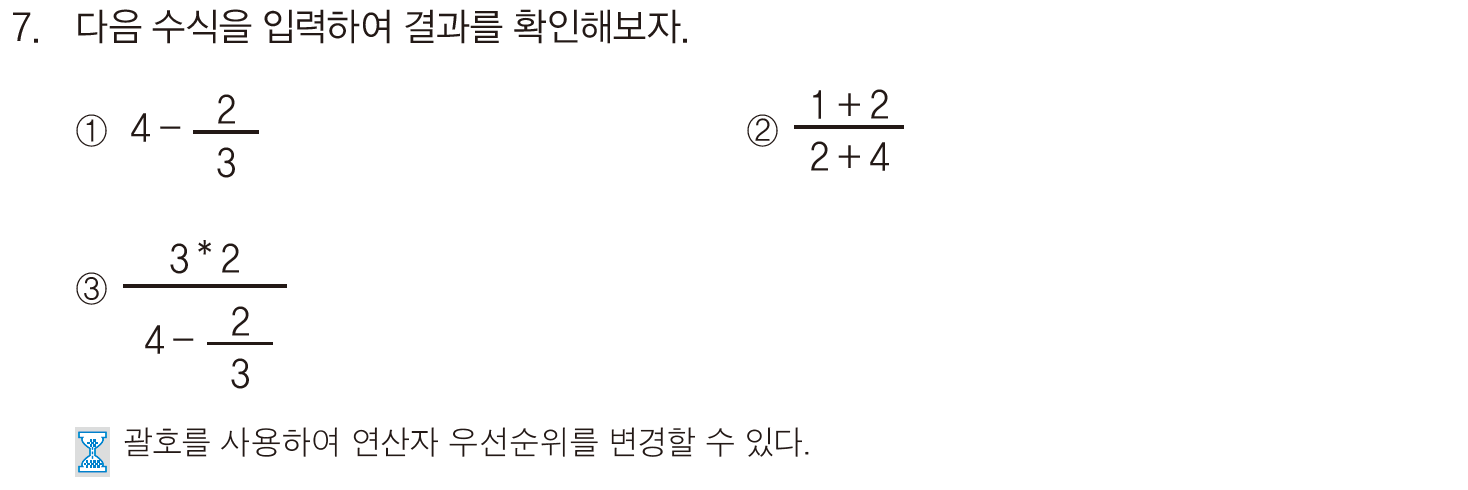 7. 다음 수식을 입력하여 결과를 확인해보자.
① 4 - 2/3
② (1 + 2)/(2 + 4)
③ (3 * 2)/(4 - 2/3)
괄호를 사용하여 연산자 우선순위를 변경할 수 있다.